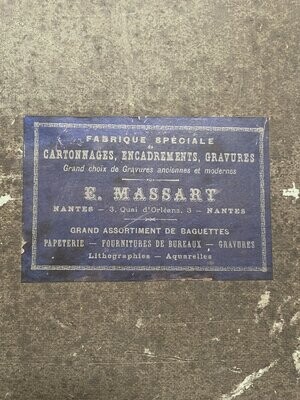 FABRIQUE SPÉCIALE
de
CARTONNAGES, ENCADREMENTS, GRAVURES
Grand choix de Gravures anciennes et modernes
E. MASSART
NANTES — 3, Quai d'Orléans, 3 — NANTES
GRAND ASSORTIMENT DE BAGUETTES
PAPETERIE — FOURNITURES DE BUREAUX — GRAVURES
Lithographies — Aquarelles